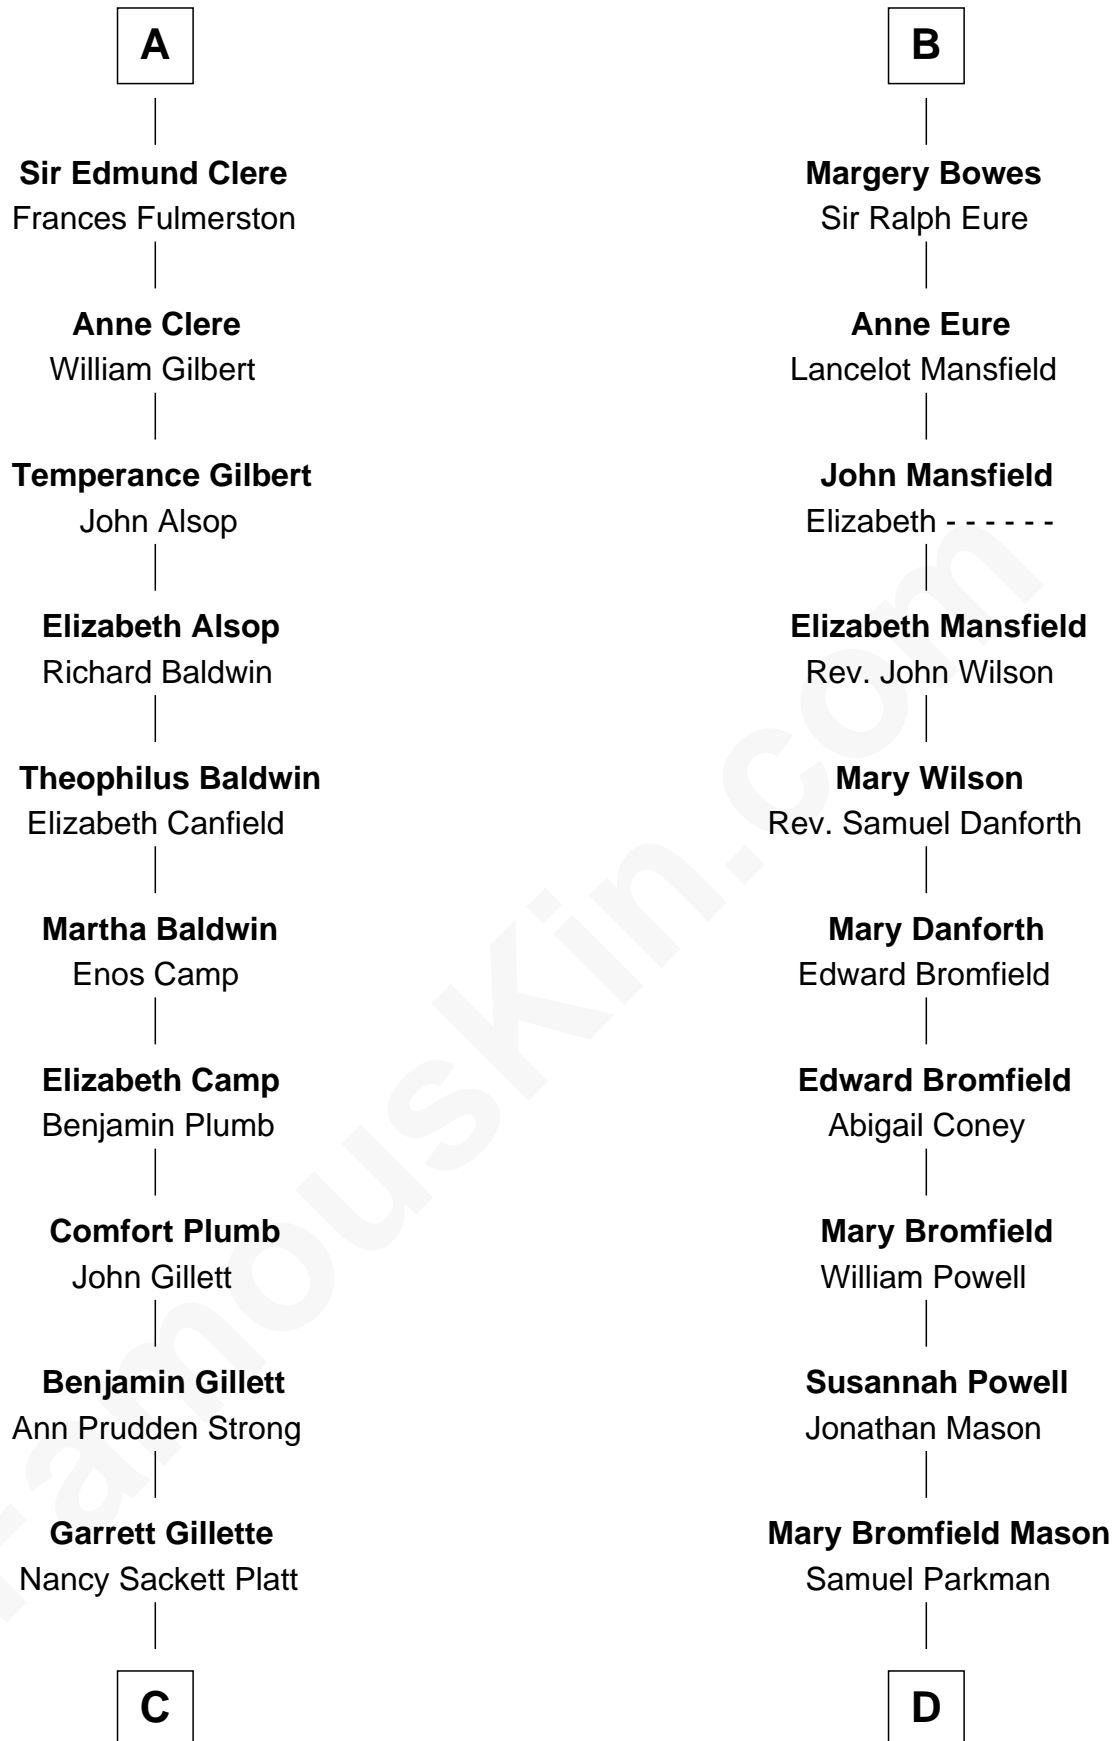 A
Sir Edmund Clere
Frances Fulmerston
Anne Clere
William Gilbert
Temperance Gilbert
John Alsop
Elizabeth Alsop
Richard Baldwin
Theophilus Baldwin
Elizabeth Canfield
Martha Baldwin
Enos Camp
Elizabeth Camp
Benjamin Plumb
Comfort Plumb
John Gillett
Benjamin Gillett
Ann Prudden Strong
Garrett Gillette
Nancy Sackett Platt
C
B
Margery Bowes
Sir Ralph Eure
Anne Eure
Lancelot Mansfield
John Mansfield
Elizabeth - - - - - -
Elizabeth Mansfield
Rev. John Wilson
Mary Wilson
Rev. Samuel Danforth
Mary Danforth
Edward Bromfield
Edward Bromfield
Abigail Coney
Mary Bromfield
William Powell
Susannah Powell
Jonathan Mason
Mary Bromfield Mason
Samuel Parkman
D
FamousKin.com